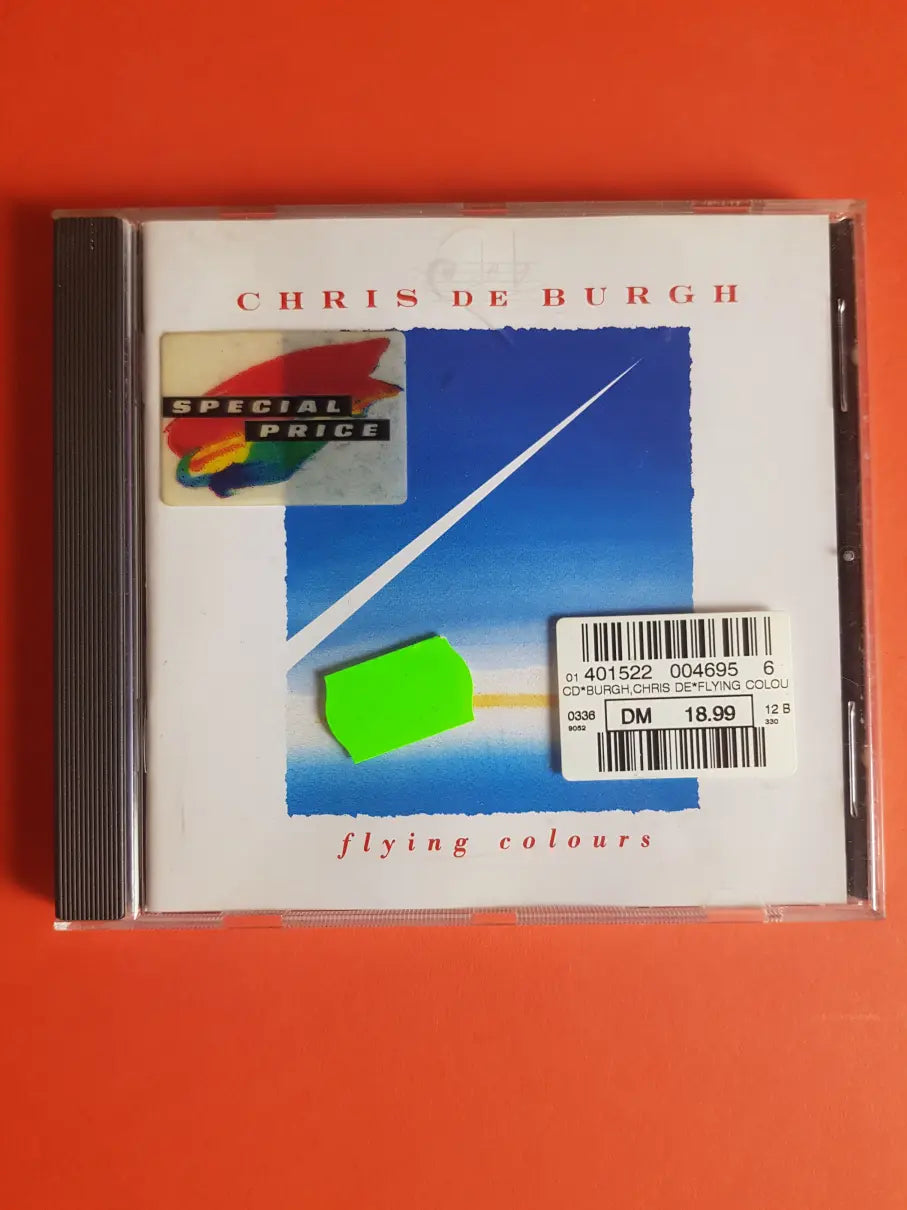 CHRIS DE BURGH
SPECIAL
PRICE
01 401522 004695 6
CD*BURGH,CHRIS DE*FLYING COLOU
0336 DM 18.99 12 B
9052 330
flying colours